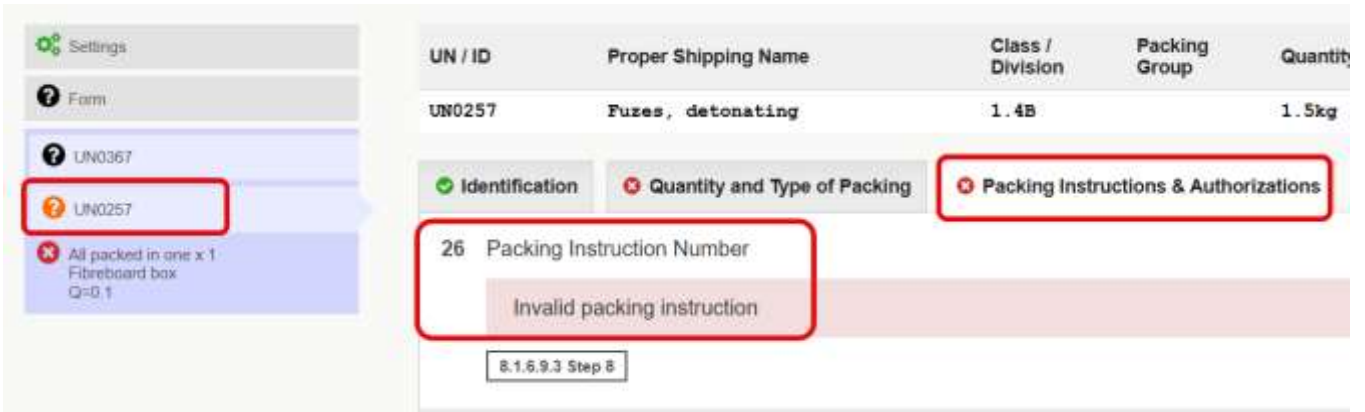 Settings
Form
UN0367
UN0257
All packed in one x 1
Fibreboard box
Q=0.1
UN / ID Proper Shipping Name Class / Division Packing Group Quantity
UN0257 Fuzes, detonating 1.4B 1.5kg
Identification Quantity and Type of Packing Packing Instructions & Authorizations
26 Packing Instruction Number
Invalid packing instruction
8.1.6.9.3 Step 8